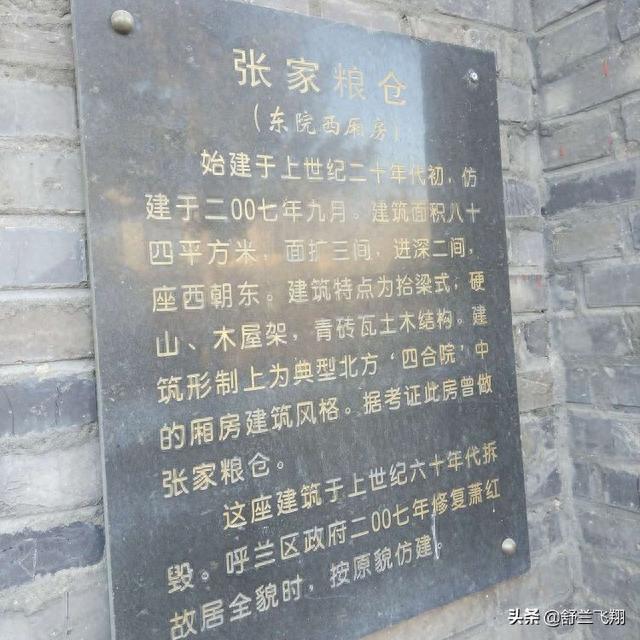 张家粮仓
(东院西厢房)
始建于上世纪二十年代初，仿
建于二00七年九月。建筑面积八十
四平方米，面扩三间，进深二间，
座西朝东。建筑特点为抬梁式；硬
山、木屋架，青砖瓦土木结构。建
筑形制上为典型北方‘四合院’中
的厢房建筑风格。据考证此房曾做
张家粮仓。
这座建筑于上世纪六十年代拆
毁。呼兰区政府二00七年修复萧红
故居全貌时，按原貌仿建。
头条 @舒兰飞翔